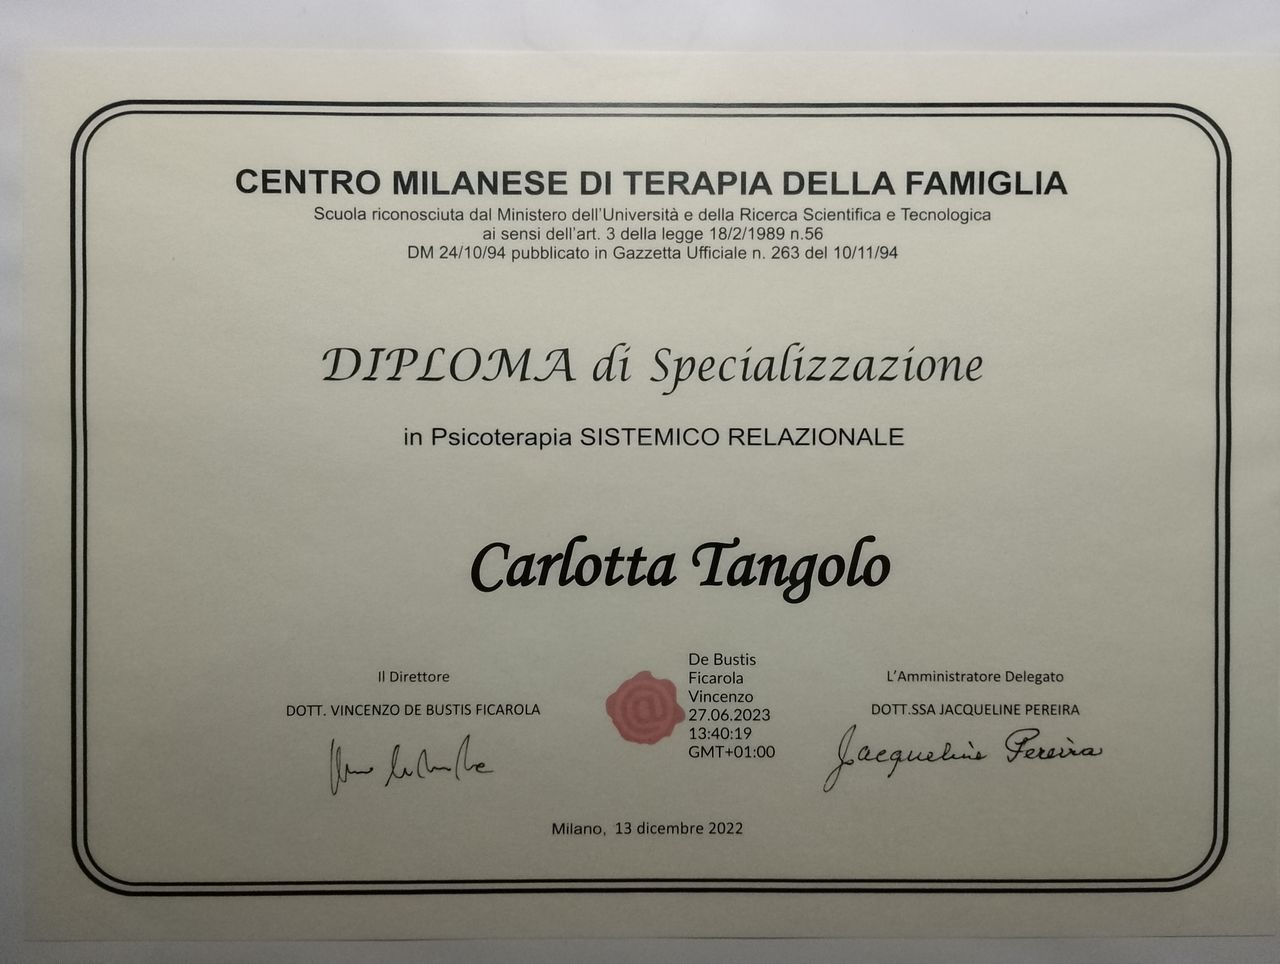 CENTRO MILANESE DI TERAPIA DELLA FAMIGLIA
Scuola riconosciuta dal Ministero dell'Università e della Ricerca Scientifica e Tecnologica
ai sensi dell'art. 3 della legge 18/2/1989 n.56
DM 24/10/94 pubblicato in Gazzetta Ufficiale n. 263 del 10/11/94
DIPLOMA di Specializzazione
in Psicoterapia SISTEMICO RELAZIONALE
Carlotta Tangolo
Il Direttore
DOTT. VINCENZO DE BUSTIS FICAROLA
@
De Bustis
Ficarola
Vincenzo
27.06.2023
13:40:19
GMT+01:00
L'Amministratore Delegato
DOTT.SSA JACQUELINE PEREIRA
Jacqueline Pereira
Milano, 13 dicembre 2022